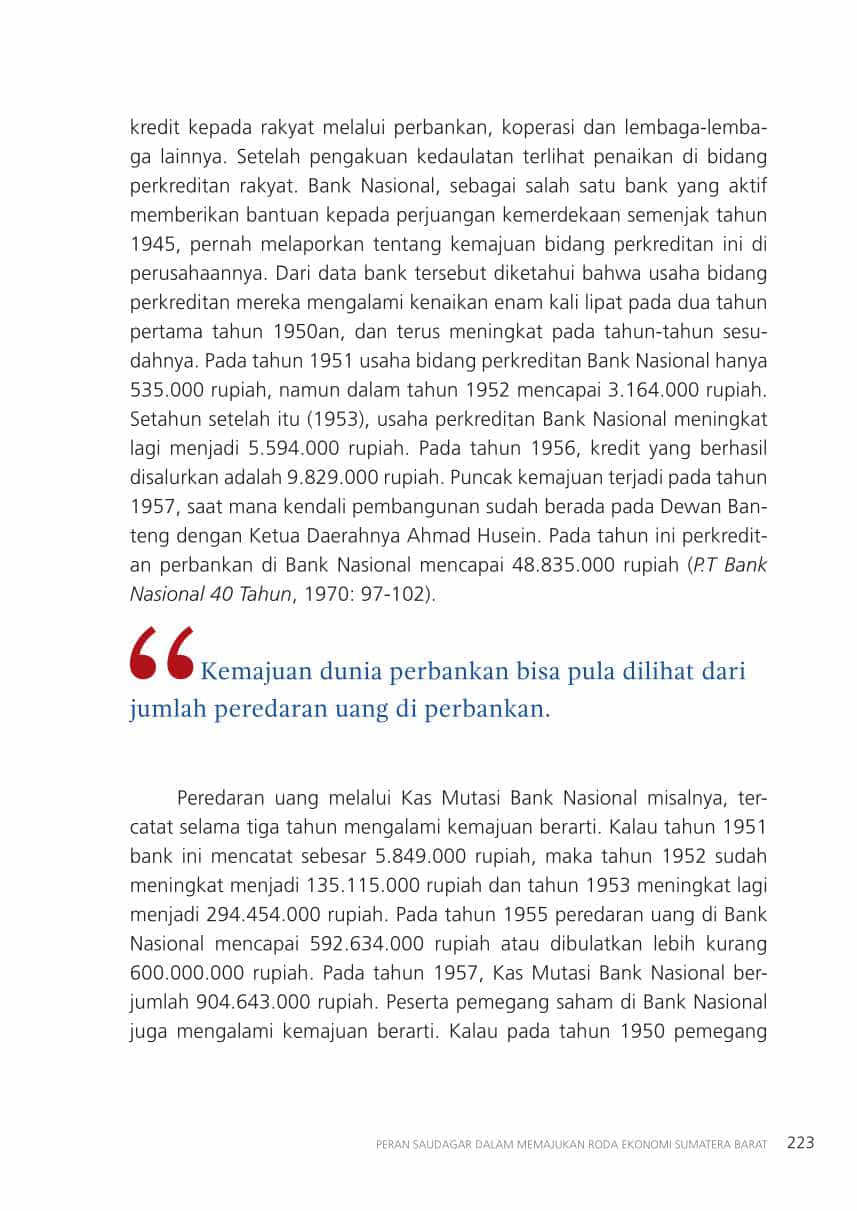 kredit kepada rakyat melalui perbankan, koperasi dan lembaga-lemba-
ga lainnya. Setelah pengakuan kedaulatan terlihat penaikan di bidang
perkreditan rakyat. Bank Nasional, sebagai salah satu bank yang aktif
memberikan bantuan kepada perjuangan kemerdekaan semenjak tahun
1945, pernah melaporkan tentang kemajuan bidang perkreditan ini di
perusahaannya. Dari data bank tersebut diketahui bahwa usaha bidang
perkreditan mereka mengalami kenaikan enam kali lipat pada dua tahun
pertama tahun 1950an, dan terus meningkat pada tahun-tahun sesu-
dahnya. Pada tahun 1951 usaha bidang perkreditan Bank Nasional hanya
535.000 rupiah, namun dalam tahun 1952 mencapai 3.164.000 rupiah.
Setahun setelah itu (1953), usaha perkreditan Bank Nasional meningkat
lagi menjadi 5.594.000 rupiah. Pada tahun 1956, kredit yang berhasil
disalurkan adalah 9.829.000 rupiah. Puncak kemajuan terjadi pada tahun
1957, saat mana kendali pembangunan sudah berada pada Dewan Ban-
teng dengan Ketua Daerahnya Ahmad Husein. Pada tahun ini perkredit-
an perbankan di Bank Nasional mencapai 48.835.000 rupiah (P.T Bank
Nasional 40 Tahun, 1970: 97-102).
“Kemajuan dunia perbankan bisa pula dilihat dari
jumlah peredaran uang di perbankan.
Peredaran uang melalui Kas Mutasi Bank Nasional misalnya, ter-
catat selama tiga tahun mengalami kemajuan berarti. Kalau tahun 1951
bank ini mencatat sebesar 5.849.000 rupiah, maka tahun 1952 sudah
meningkat menjadi 135.115.000 rupiah dan tahun 1953 meningkat lagi
menjadi 294.454.000 rupiah. Pada tahun 1955 peredaran uang di Bank
Nasional mencapai 592.634.000 rupiah atau dibulatkan lebih kurang
600.000.000 rupiah. Pada tahun 1957, Kas Mutasi Bank Nasional ber-
jumlah 904.643.000 rupiah. Peserta pemegang saham di Bank Nasional
juga mengalami kemajuan berarti. Kalau pada tahun 1950 pemegang
PERAN SAUDAGAR DALAM MEMAJUKAN RODA EKONOMI SUMATERA BARAT 223